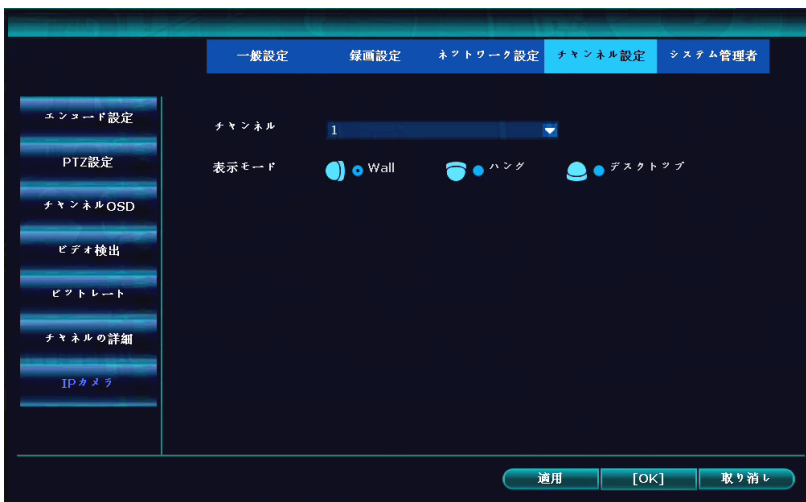 一般設定 録画設定 ネットワーク設定 チャンネル設定 システム管理者
エンコード設定
チャンネル 1
PTZ設定
表示モード Wall ハング デスクトップ
チャンネルOSD
ビデオ検出
ビットレート
チャネルの詳細
IPカメラ
適用 [OK] 取り消し